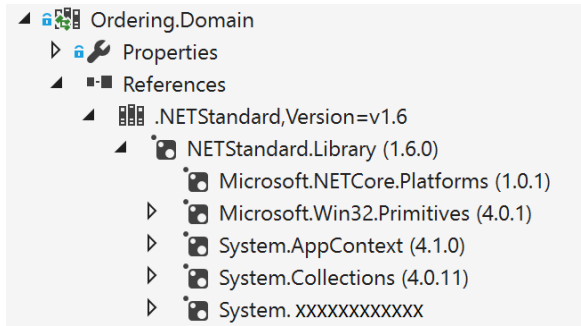 Ordering.Domain
Properties
References
.NETStandard,Version=v1.6
NETStandard.Library (1.6.0)
Microsoft.NETCore.Platforms (1.0.1)
Microsoft.Win32.Primitives (4.0.1)
System.AppContext (4.1.0)
System.Collections (4.0.11)
System. xxxxxxxxxxxx